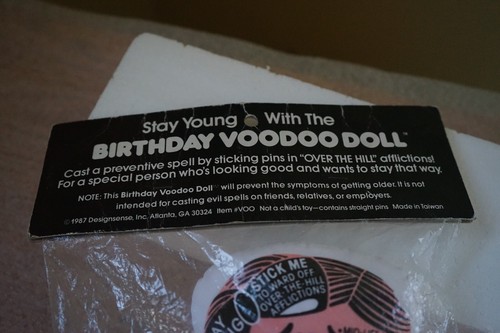 Stay Young With The
BIRTHDAY VOODOO DOLL™
Cast a preventive spell by sticking pins in "OVER THE HILL" afflictions!
For a special person who's looking good and wants to stay that way.
NOTE: This Birthday Voodoo Doll™ will prevent the symptoms of getting older. It is not
intended for casting evil spells on friends, relatives, or employers.
© 1987 Designsense, Inc. Atlanta, GA 30324 Item #VOO Not a child's toy—contains straight pins Made in Taiwan
STICK ME
TO WARD OFF
OVER-THE-HILL
AFFLICTIONS